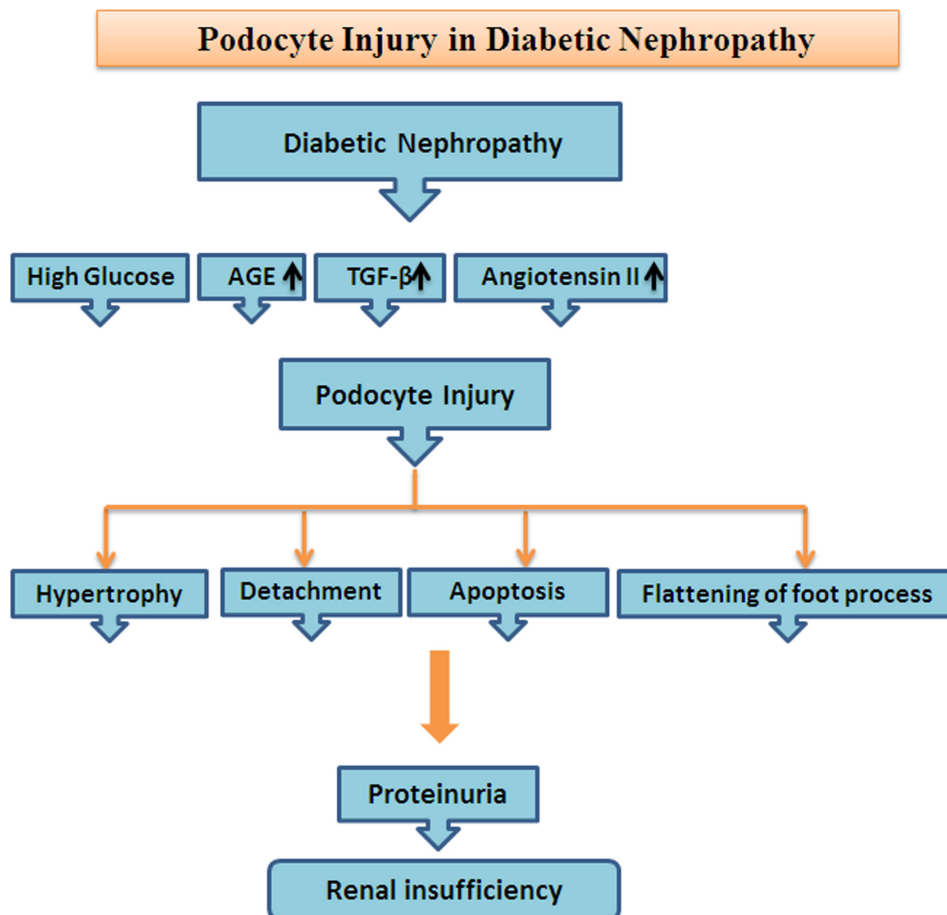 Podocyte Injury in Diabetic Nephropathy
Diabetic Nephropathy
High Glucose
AGE
TGF-β
Angiotensin II
Podocyte Injury
Hypertrophy
Detachment
Apoptosis
Flattening of foot process
Proteinuria
Renal insufficiency